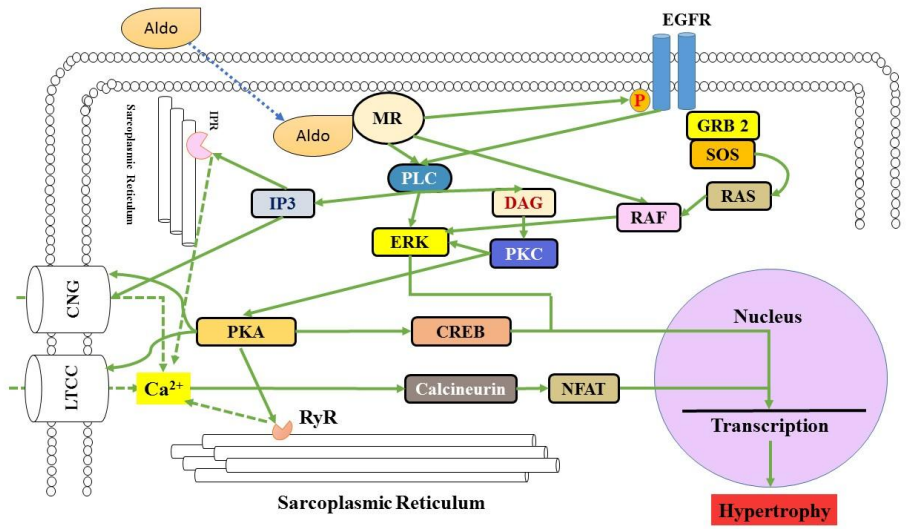 EGFR
Aldo
P
MR
Aldo
GRB 2
SOS
Sarcoplasmic Reticulum
IPR
PLC
IP3
DAG
RAS
RAF
ERK
PKC
CNG
PKA
CREB
Nucleus
LTCC
Ca²⁺
Calcineurin
NFAT
RyR
Transcription
Sarcoplasmic Reticulum
Hypertrophy